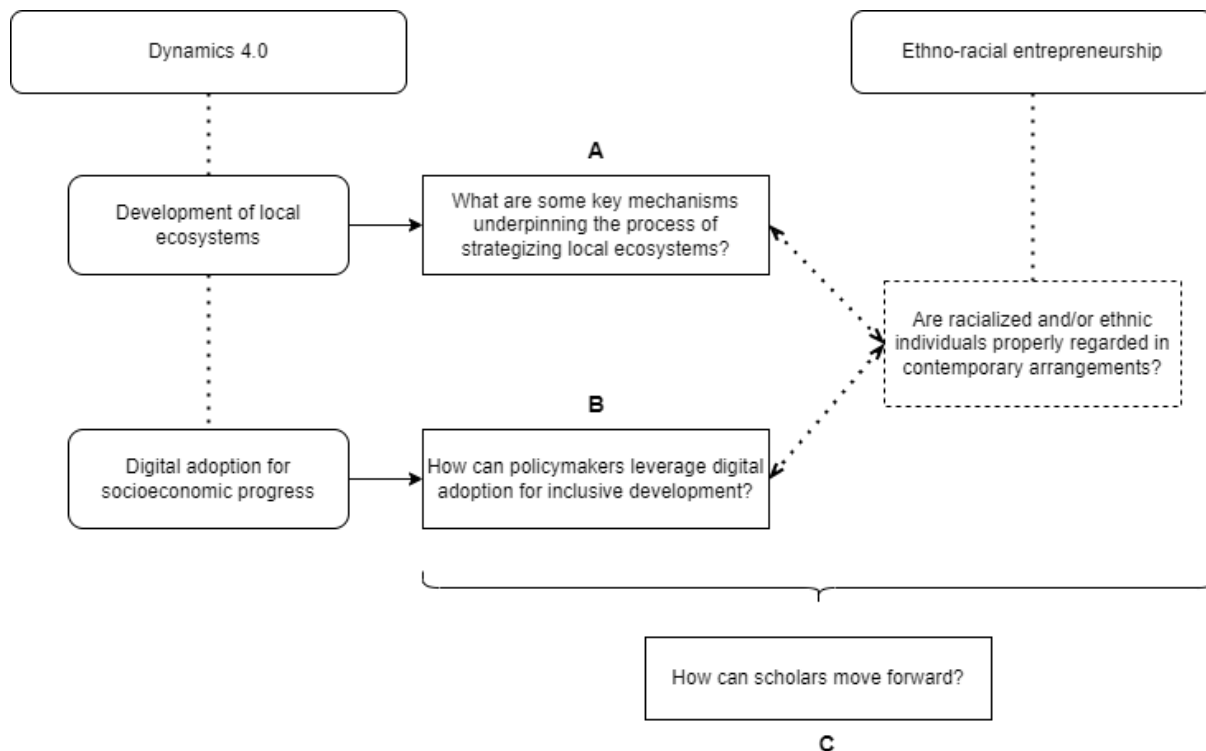 Dynamics 4.0
Ethno-racial entrepreneurship
A
Development of local
ecosystems
What are some key mechanisms
underpinning the process of
strategizing local ecosystems?
Are racialized and/or ethnic
individuals properly regarded in
contemporary arrangements?
B
Digital adoption for
socioeconomic progress
How can policymakers leverage digital
adoption for inclusive development?
How can scholars move forward?
C